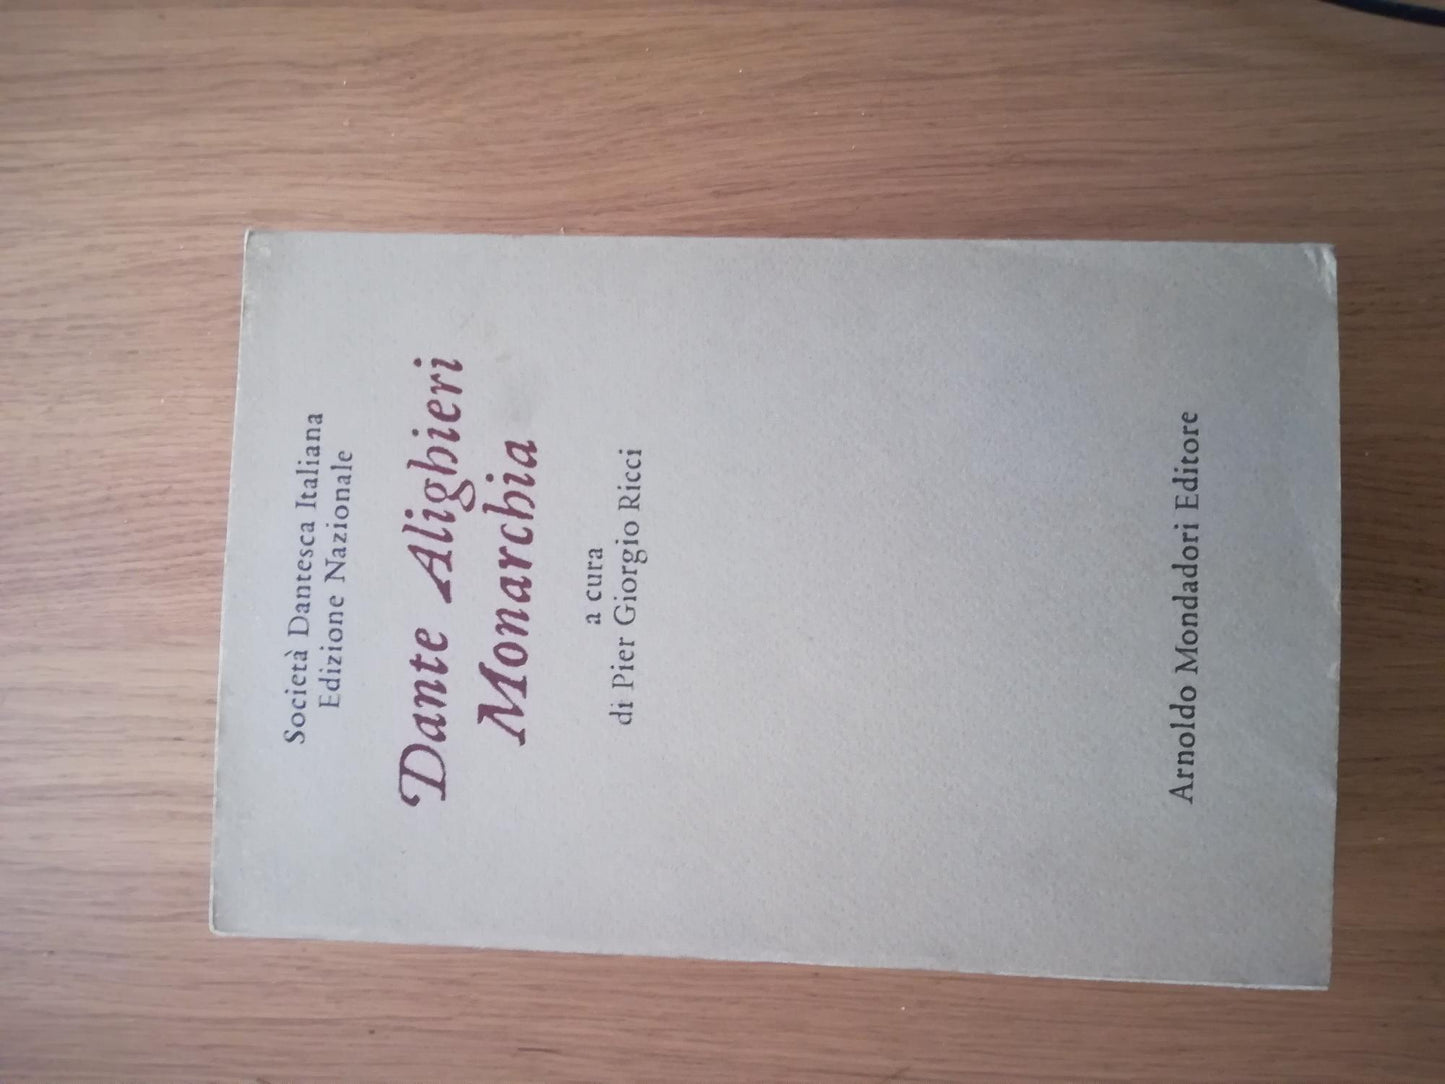 Società Dantesca Italiana
Edizione Nazionale
Dante Alighieri
Monarchia
a cura
di Pier Giorgio Ricci
Arnoldo Mondadori Editore